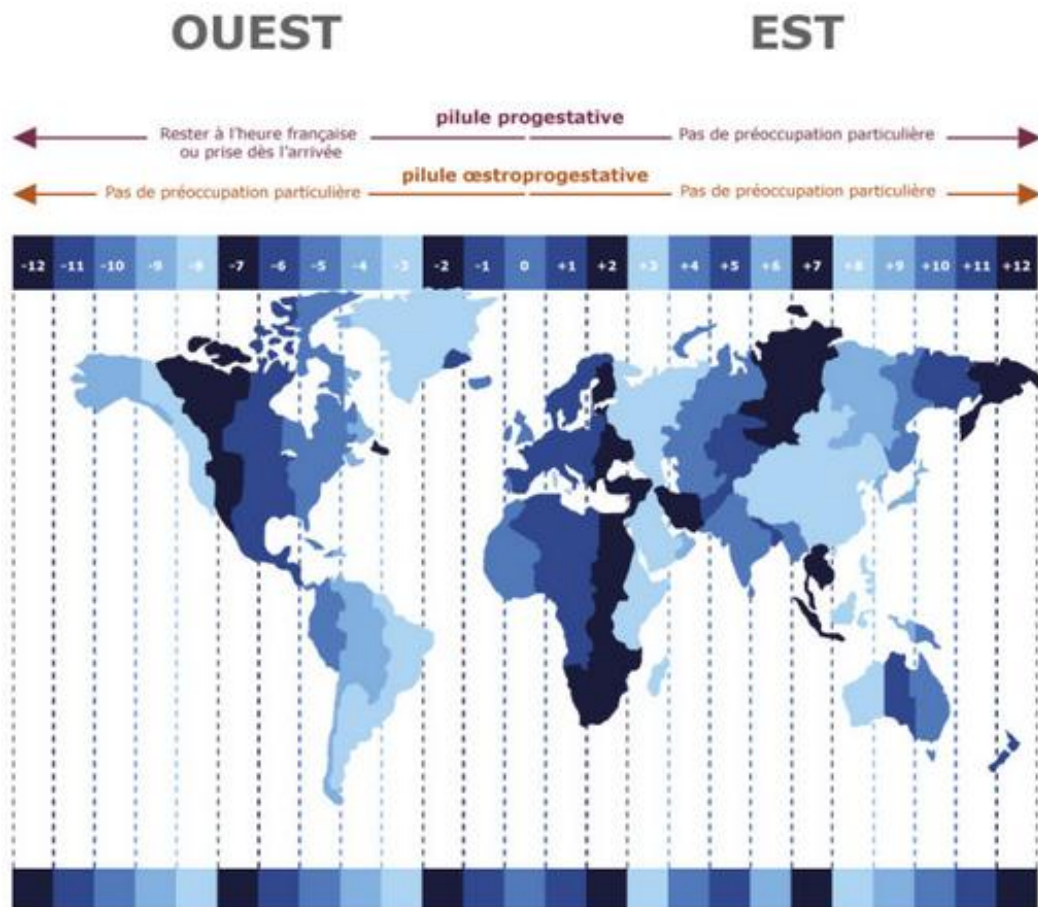 OUEST EST
pilule progestative
Rester à l'heure française
ou prise dès l'arrivée
Pas de préoccupation particulière
pilule œstroprogestative
Pas de préoccupation particulière
Pas de préoccupation particulière
-12 -11 -10 -9 -8 -7 -6 -5 -4 -3 -2 -1 0 +1 +2 +3 +4 +5 +6 +7 +8 +9 +10 +11 +12